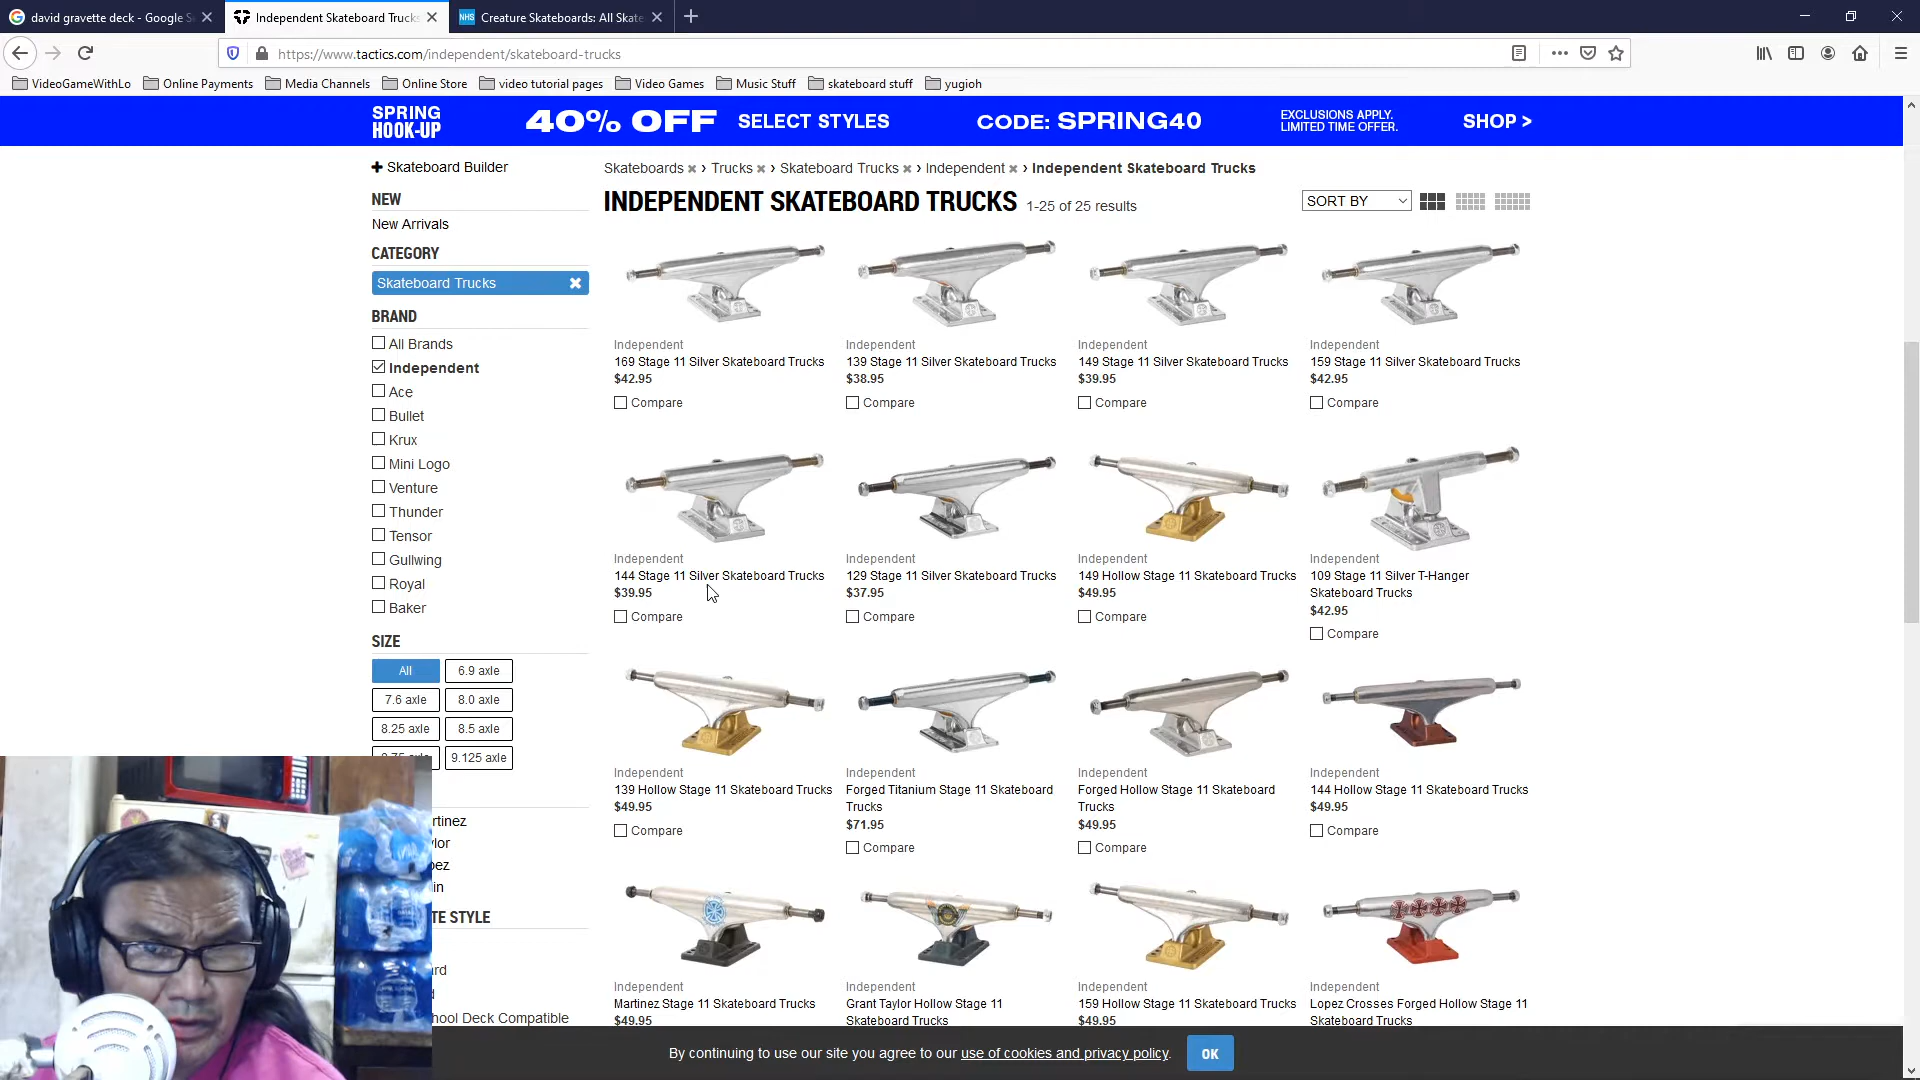 david gravette deck - Google S
Independent Skateboard Trucks
Creature Skateboards: All Skate
NHS
https://www.tactics.com/independent/skateboard-trucks
VideoGameWithLo
Online Payments
Media Channels
Online Store
video tutorial pages
Video Games
Music Stuff
skateboard stuff
yugioh
SPRING
HOOK-UP
40% OFF SELECT STYLES
CODE: SPRING40
EXCLUSIONS APPLY.
LIMITED TIME OFFER.
SHOP >
Skateboard Builder
NEW
New Arrivals
CATEGORY
Skateboard Trucks
BRAND
All Brands
Independent
Ace
Bullet
Krux
Mini Logo
Venture
Thunder
Tensor
Gullwing
Royal
Baker
SIZE
All
6.9 axle
7.6 axle
8.0 axle
8.25 axle
8.5 axle
9.125 axle
rtinez
lor
pez
in
TE STYLE
rd
d
hool Deck Compatible
Skateboards × › Trucks × › Skateboard Trucks × › Independent × › Independent Skateboard Trucks
INDEPENDENT SKATEBOARD TRUCKS 1-25 of 25 results
SORT BY
Independent
169 Stage 11 Silver Skateboard Trucks
$42.95
Compare
Independent
139 Stage 11 Silver Skateboard Trucks
$38.95
Compare
Independent
149 Stage 11 Silver Skateboard Trucks
$39.95
Compare
Independent
159 Stage 11 Silver Skateboard Trucks
$42.95
Compare
Independent
144 Stage 11 Silver Skateboard Trucks
$39.95
Compare
Independent
129 Stage 11 Silver Skateboard Trucks
$37.95
Compare
Independent
149 Hollow Stage 11 Skateboard Trucks
$49.95
Compare
Independent
109 Stage 11 Silver T-Hanger
Skateboard Trucks
$42.95
Compare
Independent
139 Hollow Stage 11 Skateboard Trucks
$49.95
Compare
Independent
Forged Titanium Stage 11 Skateboard
Trucks
$71.95
Compare
Independent
Forged Hollow Stage 11 Skateboard
Trucks
$49.95
Compare
Independent
144 Hollow Stage 11 Skateboard Trucks
$49.95
Compare
Independent
Martinez Stage 11 Skateboard Trucks
$49.95
Independent
Grant Taylor Hollow Stage 11
Skateboard Trucks
Independent
159 Hollow Stage 11 Skateboard Trucks
$49.95
Independent
Lopez Crosses Forged Hollow Stage 11
Skateboard Trucks
By continuing to use our site you agree to our use of cookies and privacy policy.
OK